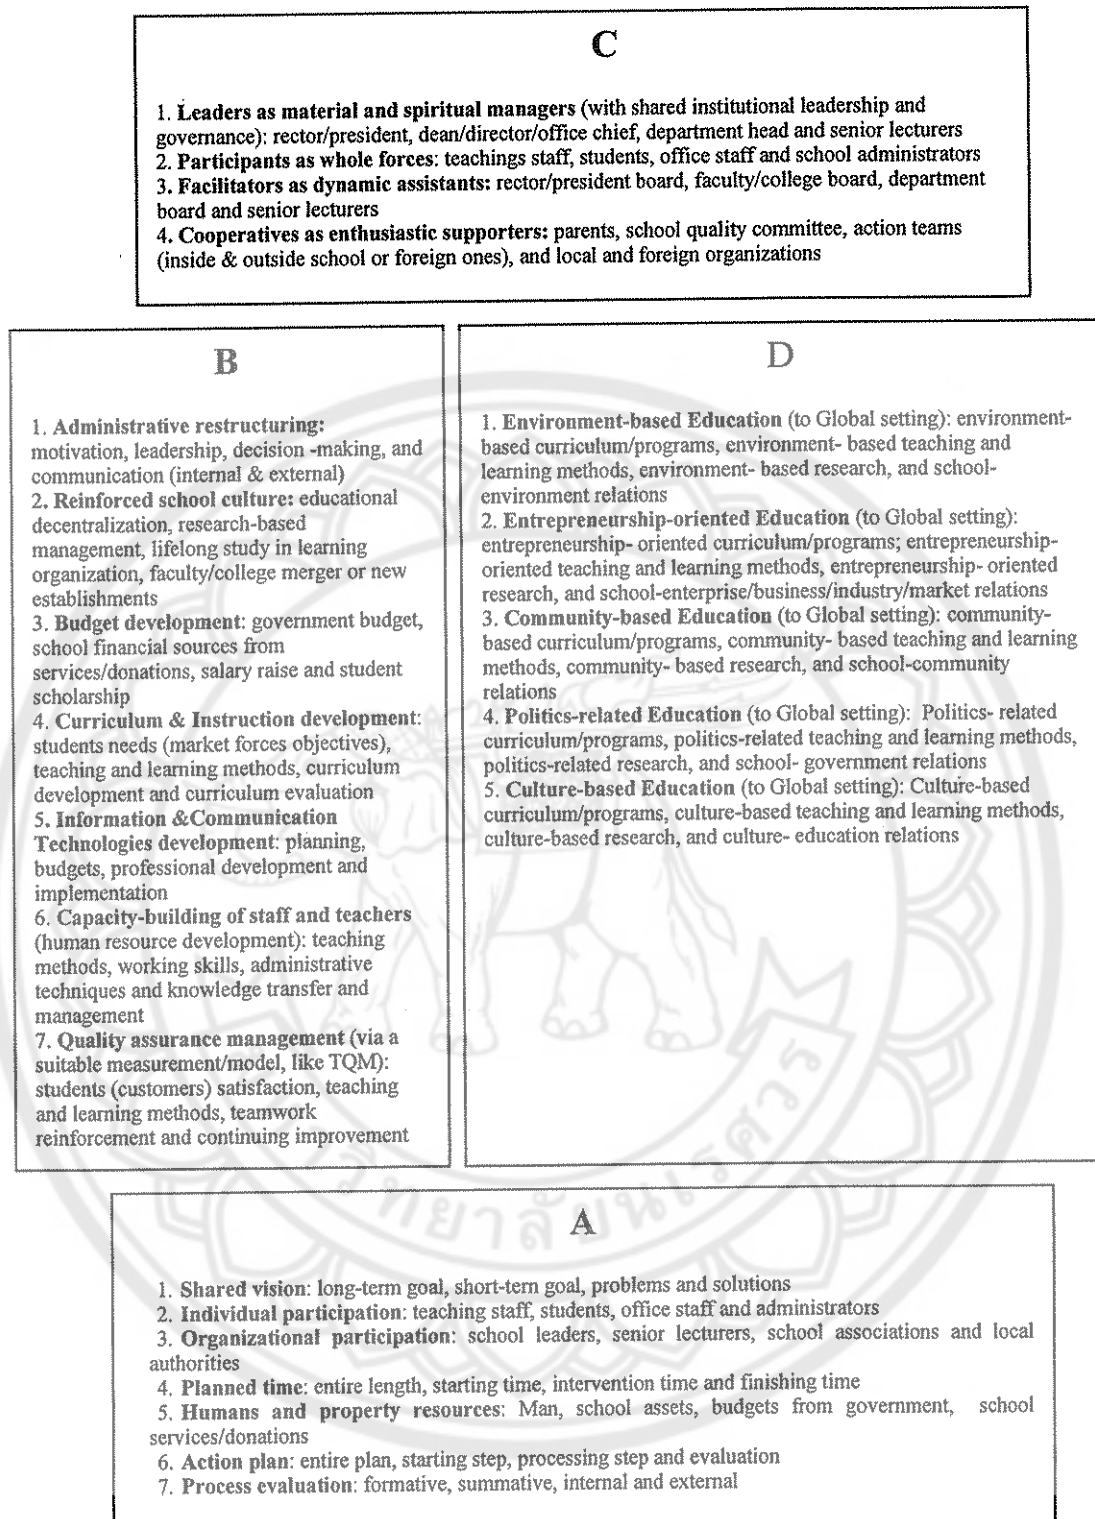 C
1. Leaders as material and spiritual managers (with shared institutional leadership and
governance): rector/president, dean/director/office chief, department head and senior lecturers
2. Participants as whole forces: teachings staff, students, office staff and school administrators
3. Facilitators as dynamic assistants: rector/president board, faculty/college board, department
board and senior lecturers
4. Cooperatives as enthusiastic supporters: parents, school quality committee, action teams
(inside & outside school or foreign ones), and local and foreign organizations
B
1. Administrative restructuring:
motivation, leadership, decision -making, and
communication (internal & external)
2. Reinforced school culture: educational
decentralization, research-based
management, lifelong study in learning
organization, faculty/college merger or new
establishments
3. Budget development: government budget,
school financial sources from
services/donations, salary raise and student
scholarship
4. Curriculum & Instruction development:
students needs (market forces objectives),
teaching and learning methods, curriculum
development and curriculum evaluation
5. Information &Communication
Technologies development: planning,
budgets, professional development and
implementation
6. Capacity-building of staff and teachers
(human resource development): teaching
methods, working skills, administrative
techniques and knowledge transfer and
management
7. Quality assurance management (via a
suitable measurement/model, like TQM):
students (customers) satisfaction, teaching
and learning methods, teamwork
reinforcement and continuing improvement
D
1. Environment-based Education (to Global setting): environment-
based curriculum/programs, environment- based teaching and
learning methods, environment- based research, and school-
environment relations
2. Entrepreneurship-oriented Education (to Global setting):
entrepreneurship- oriented curriculum/programs; entrepreneurship-
oriented teaching and learning methods, entrepreneurship- oriented
research, and school-enterprise/business/industry/market relations
3. Community-based Education (to Global setting): community-
based curriculum/programs, community- based teaching and learning
methods, community- based research, and school-community
relations
4. Politics-related Education (to Global setting): Politics- related
curriculum/programs, politics-related teaching and learning methods,
politics-related research, and school- government relations
5. Culture-based Education (to Global setting): Culture-based
curriculum/programs, culture-based teaching and learning methods,
culture-based research, and culture- education relations
A
1. Shared vision: long-term goal, short-tern goal, problems and solutions
2. Individual participation: teaching staff, students, office staff and administrators
3. Organizational participation: school leaders, senior lecturers, school associations and local
authorities
4. Planned time: entire length, starting time, intervention time and finishing time
5. Humans and property resources: Man, school assets, budgets from government, school
services/donations
6. Action plan: entire plan, starting step, processing step and evaluation
7. Process evaluation: formative, summative, internal and external